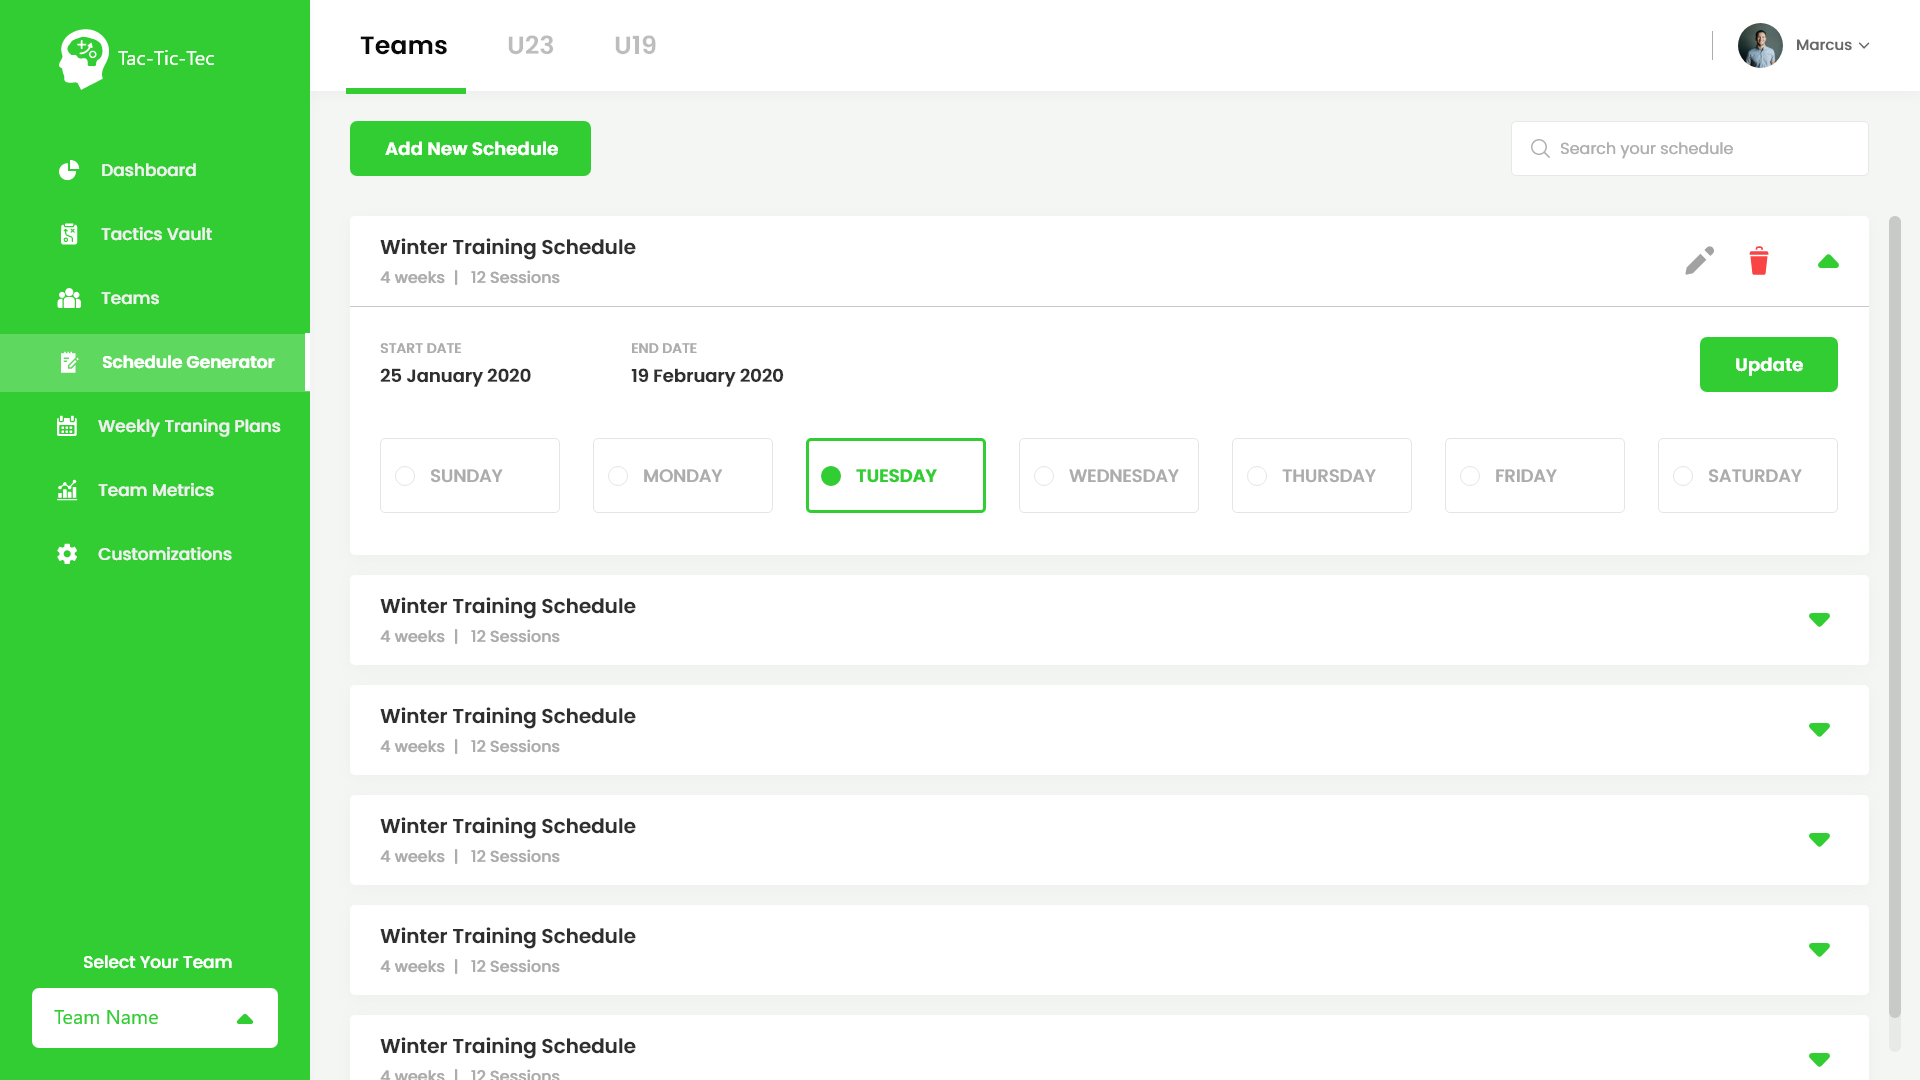 Tac-Tic-Tec
Dashboard
Tactics Vault
Teams
Schedule Generator
Weekly Traning Plans
Team Metrics
Customizations
Select Your Team
Team Name
Teams U23 U19
Marcus
Add New Schedule
Search your schedule
Winter Training Schedule
4 weeks | 12 Sessions
START DATE END DATE
25 January 2020 19 February 2020
Update
SUNDAY MONDAY TUESDAY WEDNESDAY THURSDAY FRIDAY SATURDAY
Winter Training Schedule
4 weeks | 12 Sessions
Winter Training Schedule
4 weeks | 12 Sessions
Winter Training Schedule
4 weeks | 12 Sessions
Winter Training Schedule
4 weeks | 12 Sessions
Winter Training Schedule
4 weeks | 12 Sessions